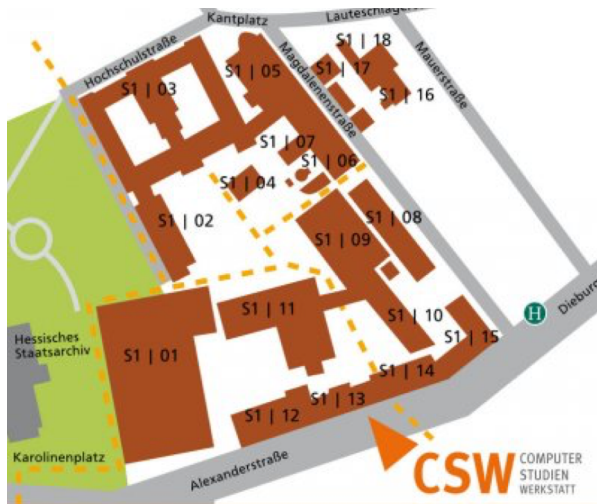 Kantplatz
Lauteschläger
Hochschulstraße
Magdalenenstraße
Mauerstraße
S1 | 18
S1 | 17
S1 | 16
S1 | 05
S1 | 03
S1 | 07
S1 | 06
S1 | 04
S1 | 02
S1 | 08
S1 | 09
S1 | 11
S1 | 10
S1 | 15
H
Dieburg
Hessisches
Staatsarchiv
S1 | 01
S1 | 14
S1 | 13
S1 | 12
Karolinenplatz
Alexanderstraße
CSW
COMPUTER
STUDIEN
WERKSTATT